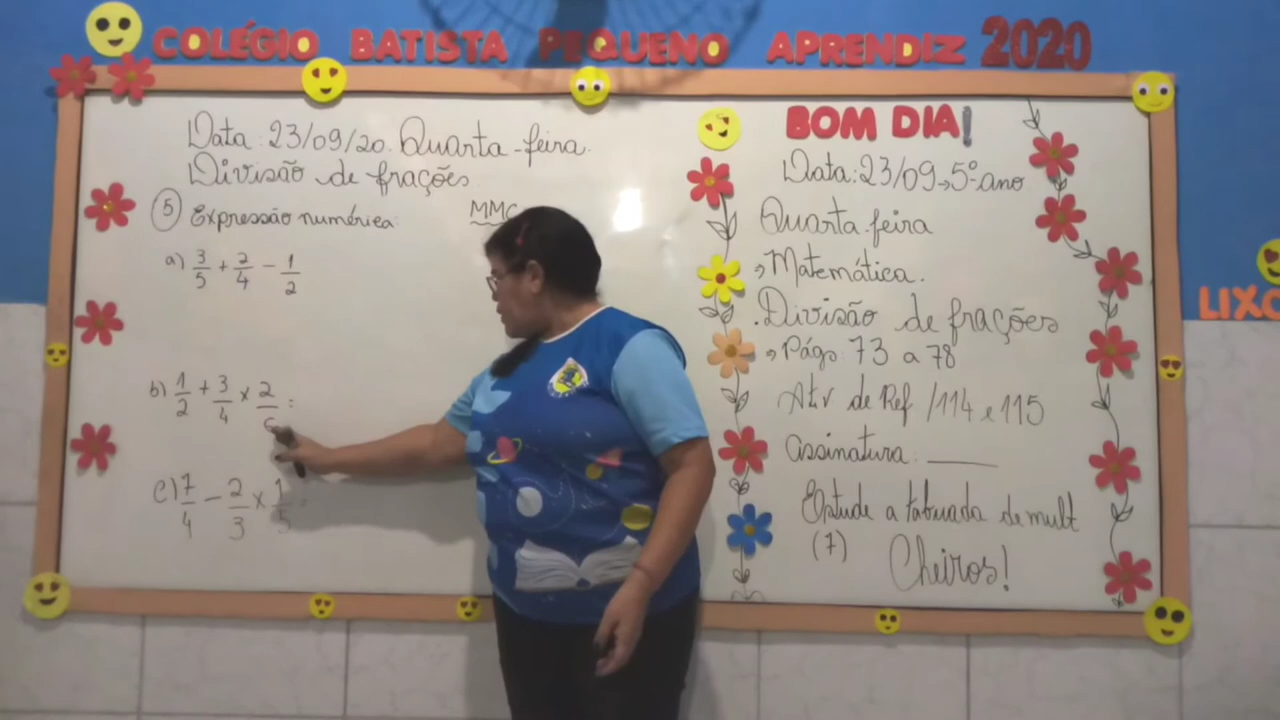 COLÉGIO BATISTA PEQUENO APRENDIZ 2020
Data: 23/09/20. Quarta-feira.
Divisão de frações
5 Expressão numérica:
MMC
a) 3/5 + 2/4 - 1/2
b) 1/2 + 3/4 x 2/
c) 7/4 - 2/3 x 1/5 =
BOM DIA!
Data: 23/09→5º ano
Quarta-feira
→Matemática.
.Divisão de frações
→Págs: 73 a 78
Ativ de Ref /114 e 115
assinatura: ____
Estude a tabuada de mult
(7) Cheiros!
LIXO